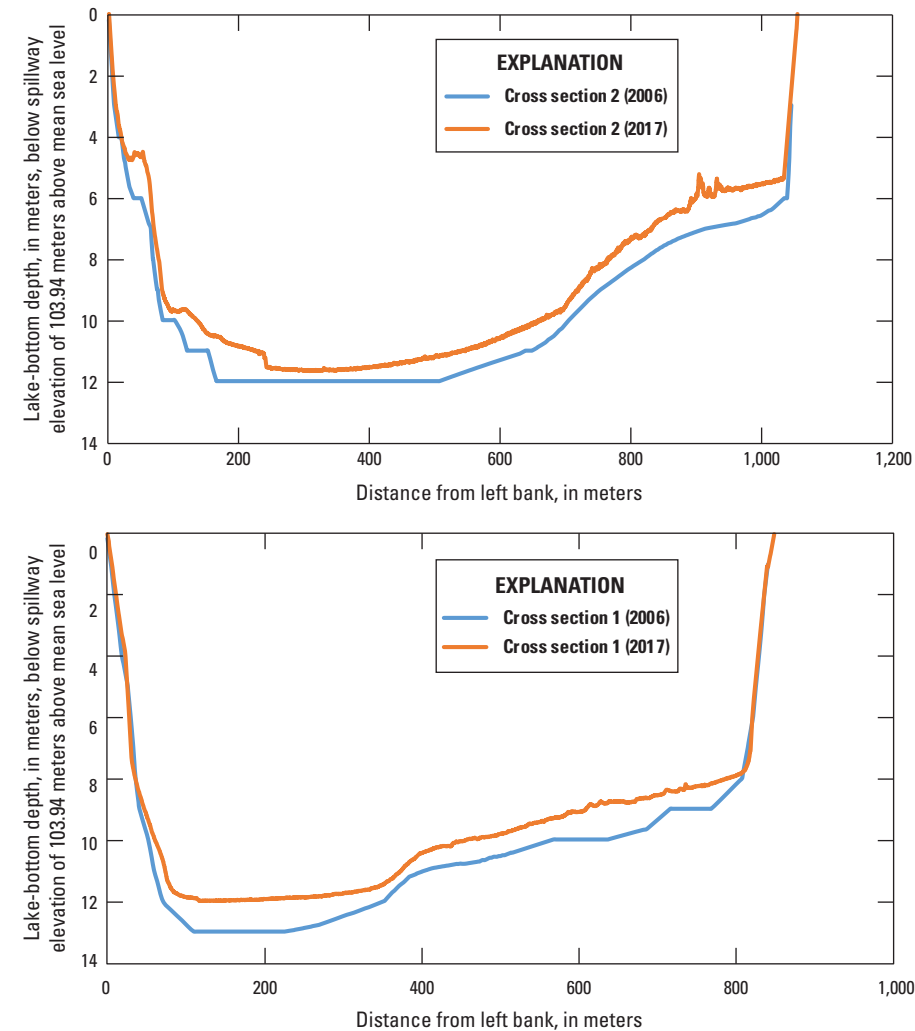 Lake-bottom depth, in meters, below spillway
elevation of 103.94 meters above mean sea level
0
2
4
6
8
10
12
14
EXPLANATION
Cross section 2 (2006)
Cross section 2 (2017)
0 200 400 600 800 1,000 1,200
Distance from left bank, in meters
Lake-bottom depth, in meters, below spillway
elevation of 103.94 meters above mean sea level
0
2
4
6
8
10
12
14
EXPLANATION
Cross section 1 (2006)
Cross section 1 (2017)
0 200 400 600 800 1,000
Distance from left bank, in meters